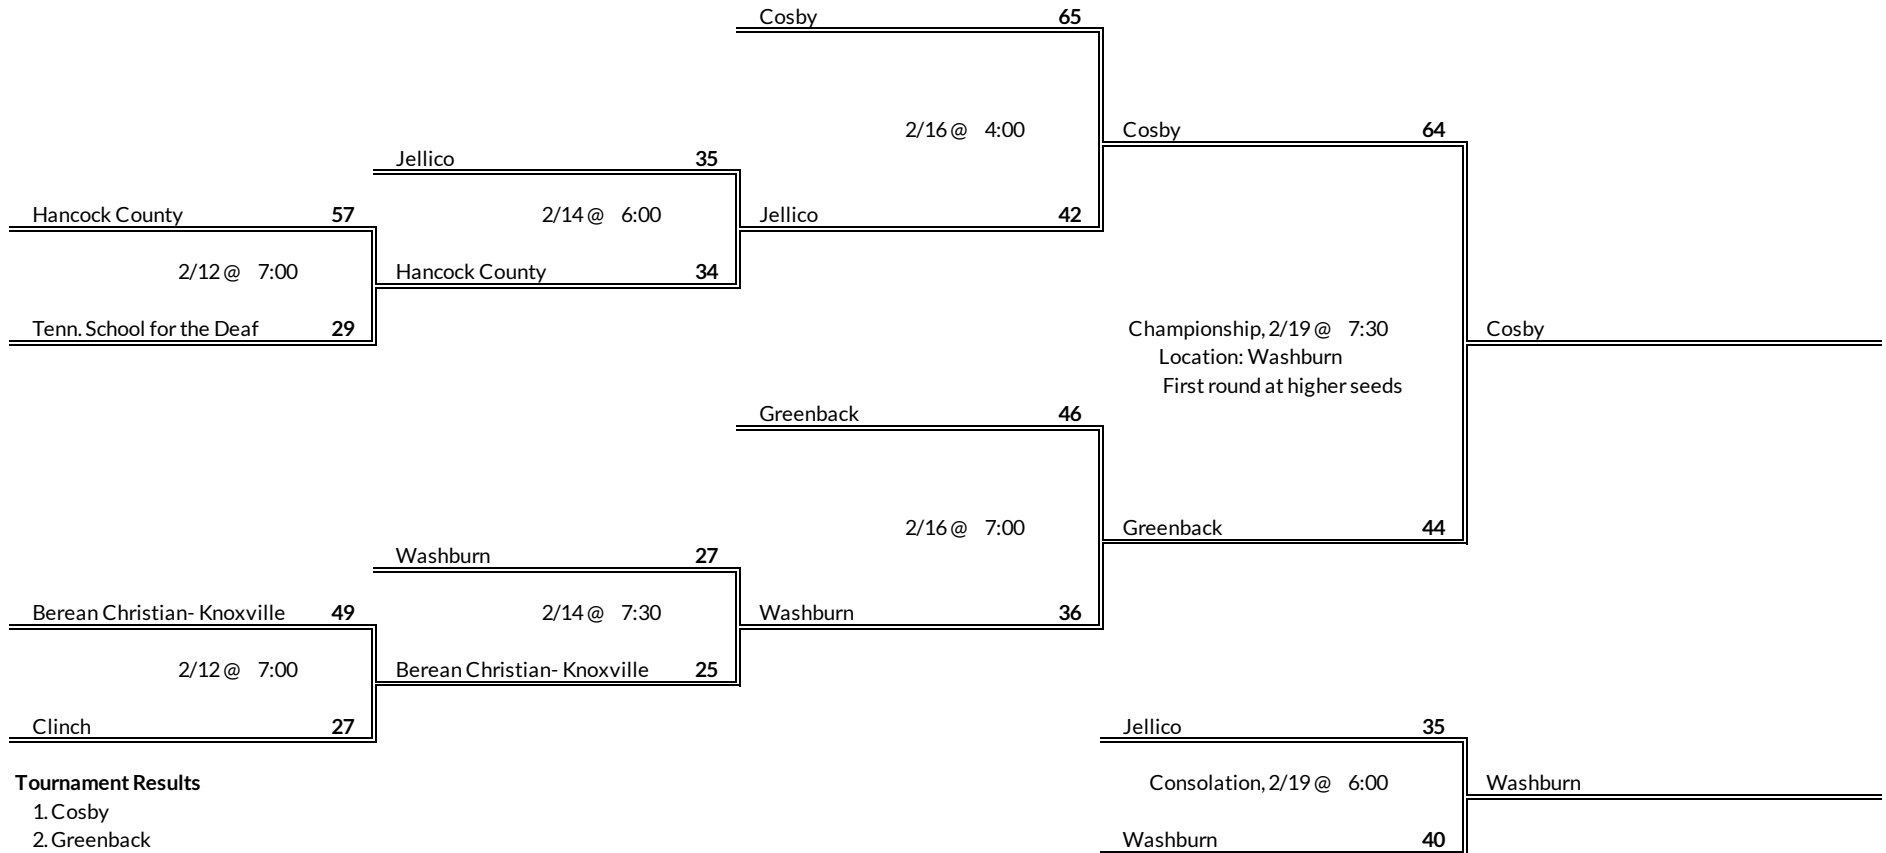 Cosby 65
2/16 @ 4:00 Cosby 64
Jellico 35
Hancock County 57 2/14 @ 6:00 Jellico 42
2/12 @ 7:00 Hancock County 34
Tenn. School for the Deaf 29 Championship, 2/19 @ 7:30 Cosby
Location: Washburn
First round at higher seeds
Greenback 46
2/16 @ 7:00 Greenback 44
Washburn 27
Berean Christian- Knoxville 49 2/14 @ 7:30 Washburn 36
2/12 @ 7:00 Berean Christian- Knoxville 25
Clinch 27 Jellico 35
Tournament Results Consolation, 2/19 @ 6:00 Washburn
1. Cosby
2. Greenback Washburn 40